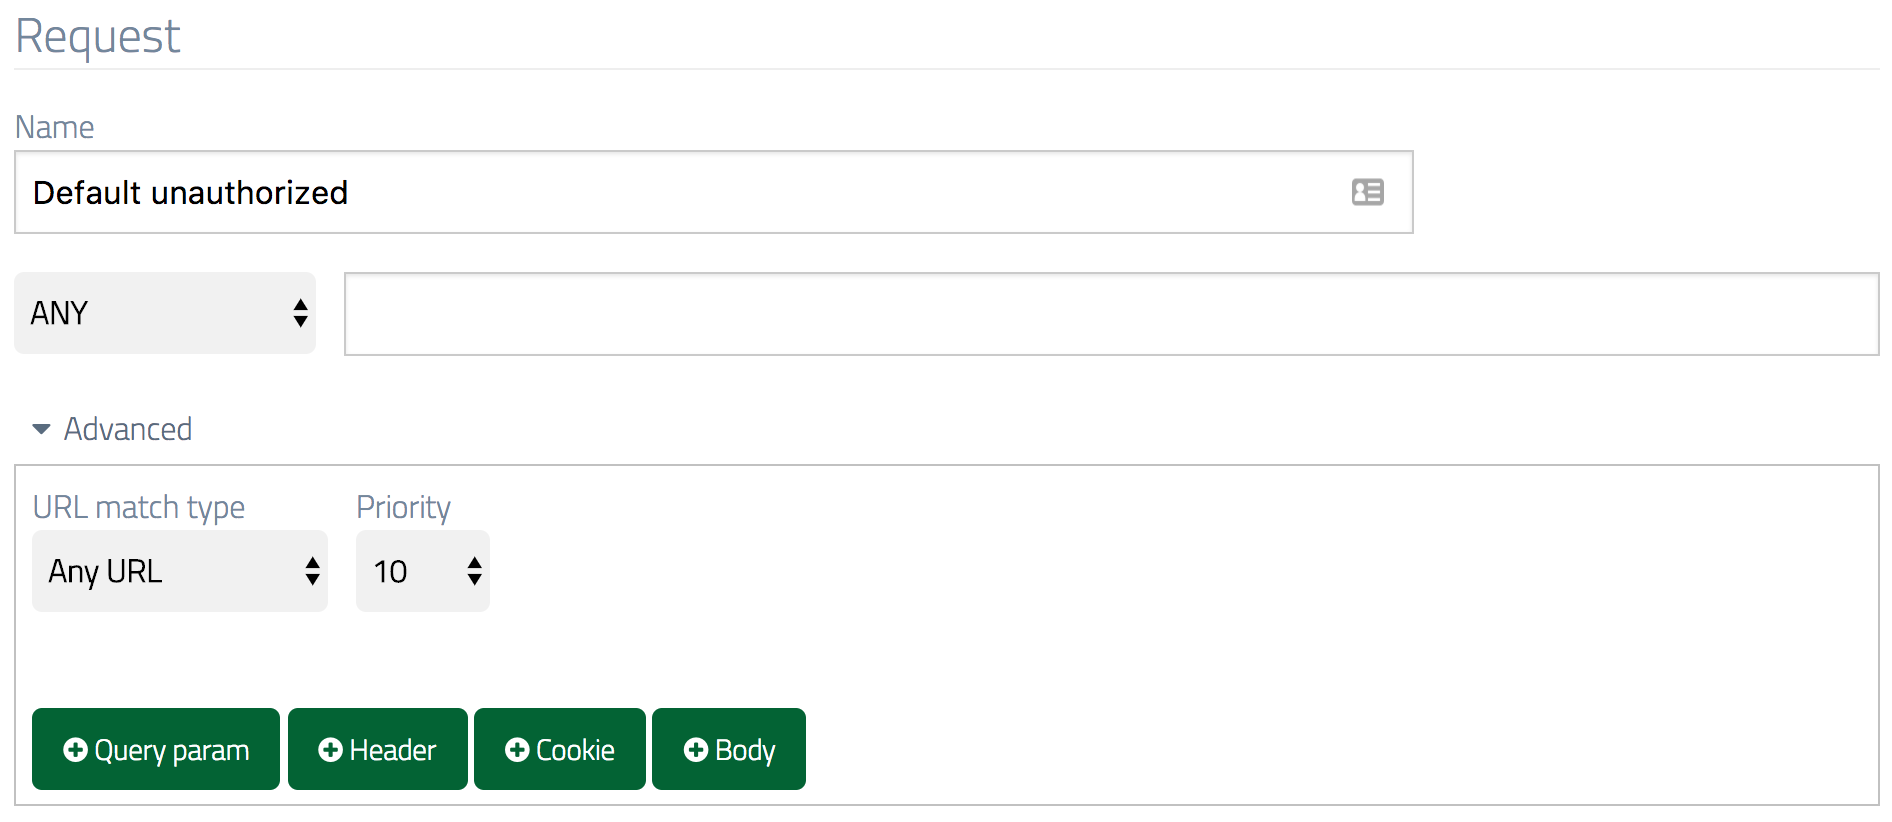 Request
Name
Default unauthorized
ANY
Advanced
URL match type Priority
Any URL 10
Query param Header Cookie Body